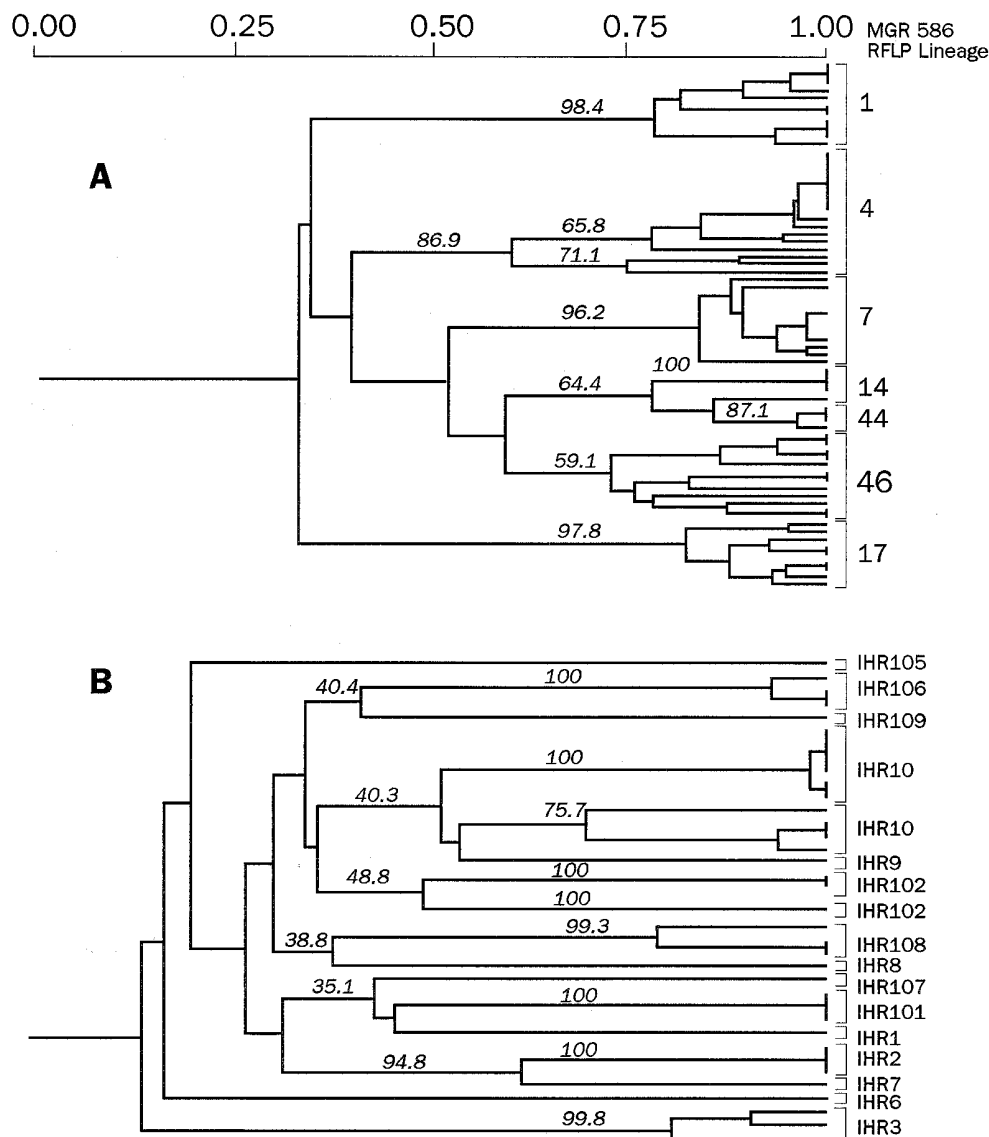 0.00 0.25 0.50 0.75 1.00 MGR 586
RFLP Lineage
1
98.4
A
4
65.8
86.9
71.1
7
96.2
100
14
64.4
87.1
44
59.1
46
97.8
17
B
IHR105
100
40.4
IHR106
IHR109
100
IHR10
40.3
75.7
IHR10
IHR9
100
48.8
IHR102
100
IHR102
99.3
38.8
IHR108
IHR8
IHR107
35.1
100
IHR101
IHR1
100
94.8
IHR2
IHR7
IHR6
99.8
IHR3